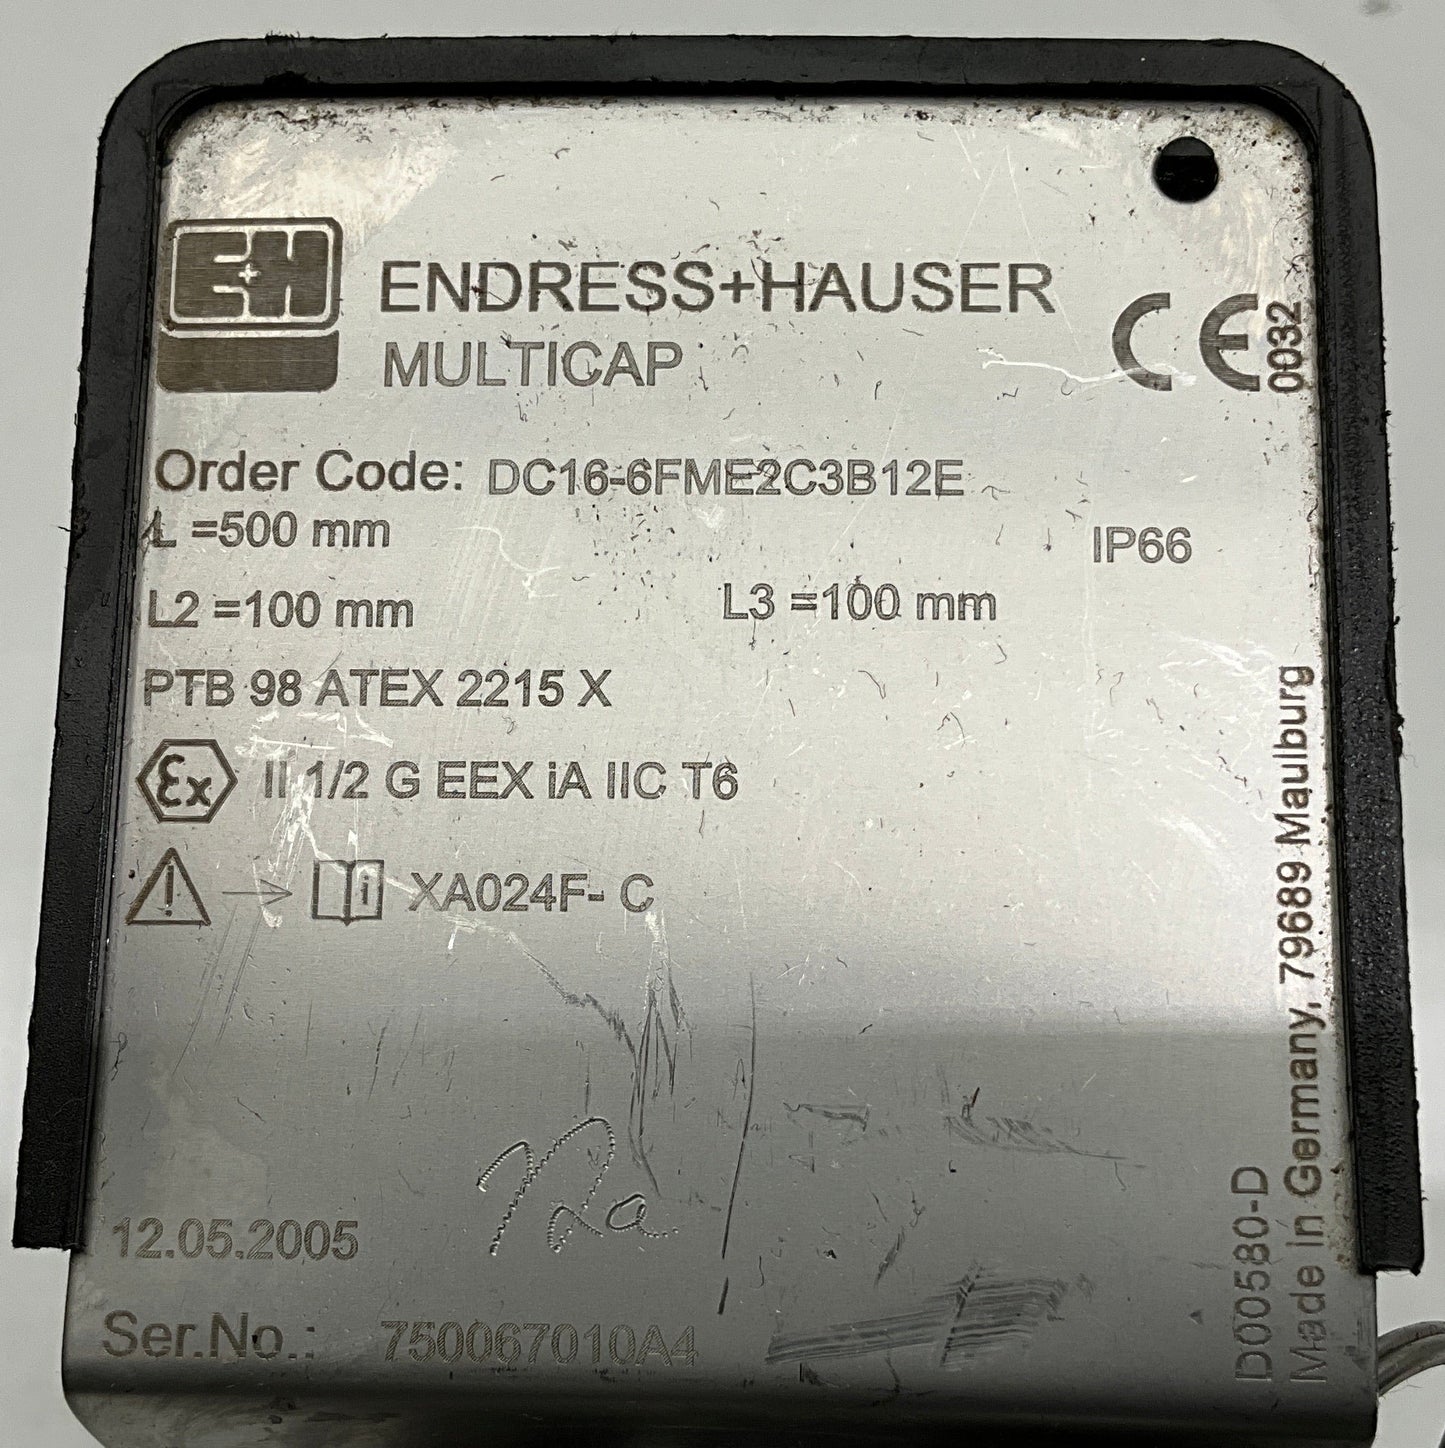 E+H
ENDRESS+HAUSER
MULTICAP
CE 0032
Order Code: DC16-6FME2C3B12E
L =500 mm
IP66
L2 =100 mm
L3 =100 mm
PTB 98 ATEX 2215 X
Ex II 1/2 G EEX iA IIC T6
i XA024F- C
12.05.2005
Ser.No.: 750067010A4
D00580-D
Made in Germany, 79689 Maulburg